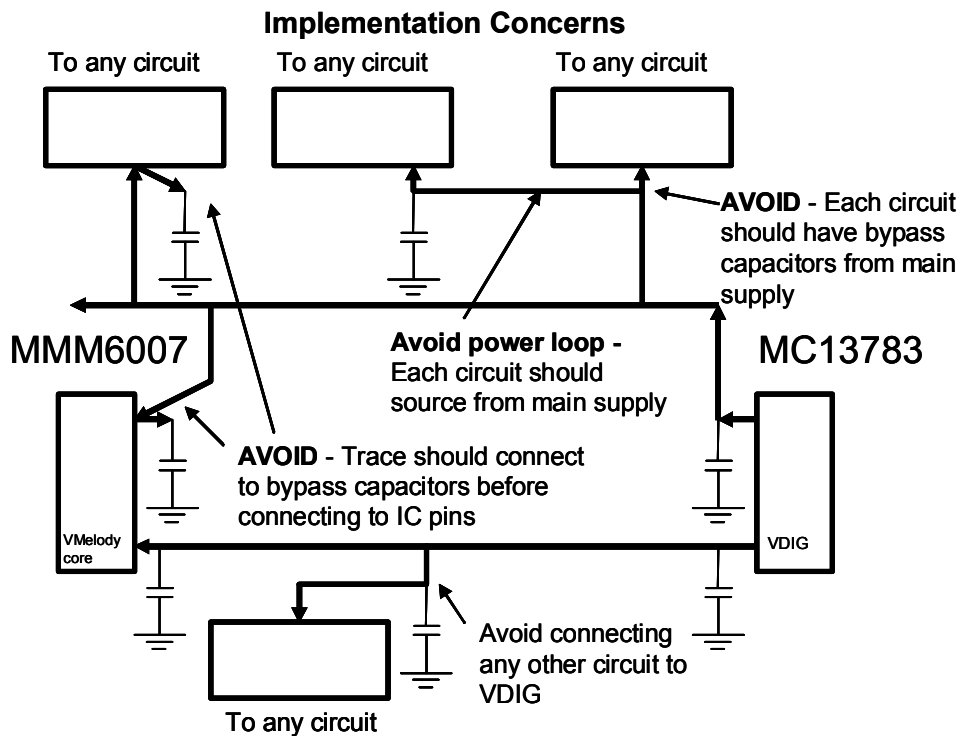 Implementation Concerns
To any circuit
To any circuit
To any circuit
AVOID - Each circuit
should have bypass
capacitors from main
supply
MMM6007
Avoid power loop -
Each circuit should
source from main supply
MC13783
AVOID - Trace should connect
to bypass capacitors before
connecting to IC pins
VMelody
core
VDIG
Avoid connecting
any other circuit to
VDIG
To any circuit